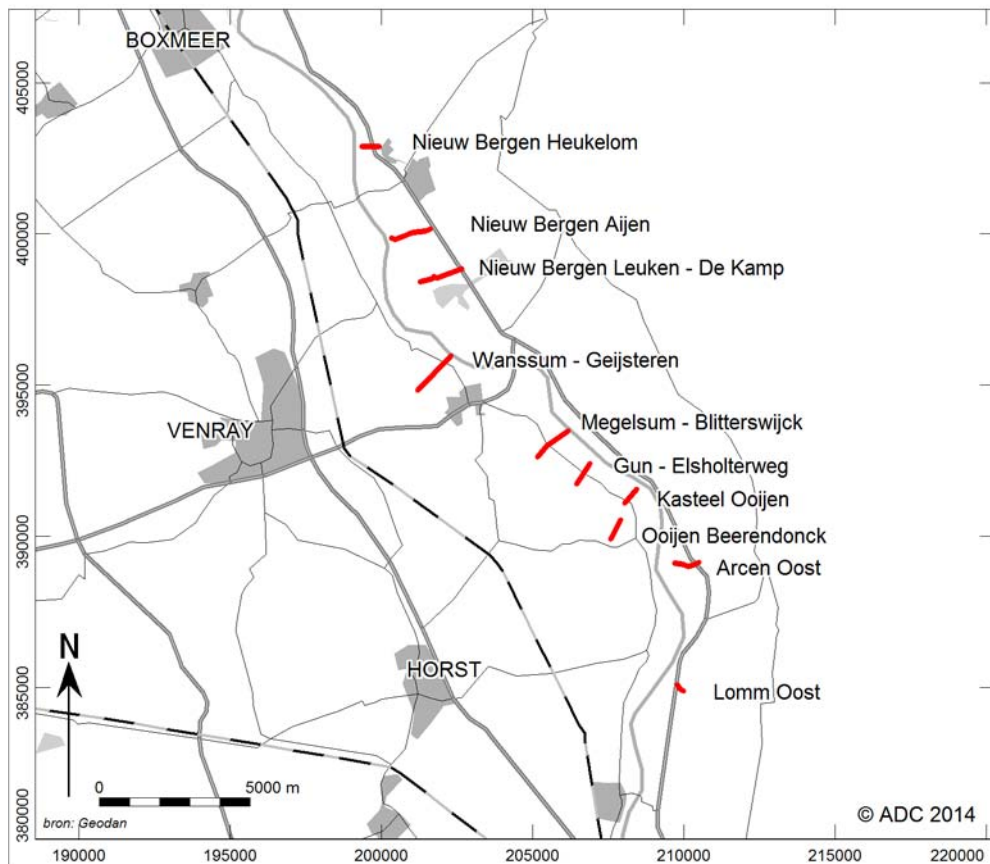 BOXMEER
405000
Nieuw Bergen Heukelom
400000
Nieuw Bergen Aijen
Nieuw Bergen Leuken - De Kamp
Wanssum - Geijsteren
395000
Megelsum - Blitterswijck
VENRAY
Gun - Elsholterweg
Kasteel Ooijen
390000
Ooijen Beerendonck
Arcen Oost
N
HORST
385000
Lomm Oost
0 5000 m
bron: Geodan
© ADC 2014
380000
190000 195000 200000 205000 210000 215000 220000